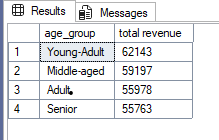 Results Messages
age_group total revenue
1 Young-Adult 62143
2 Middle-aged 59197
3 Adult 55978
4 Senior 55763